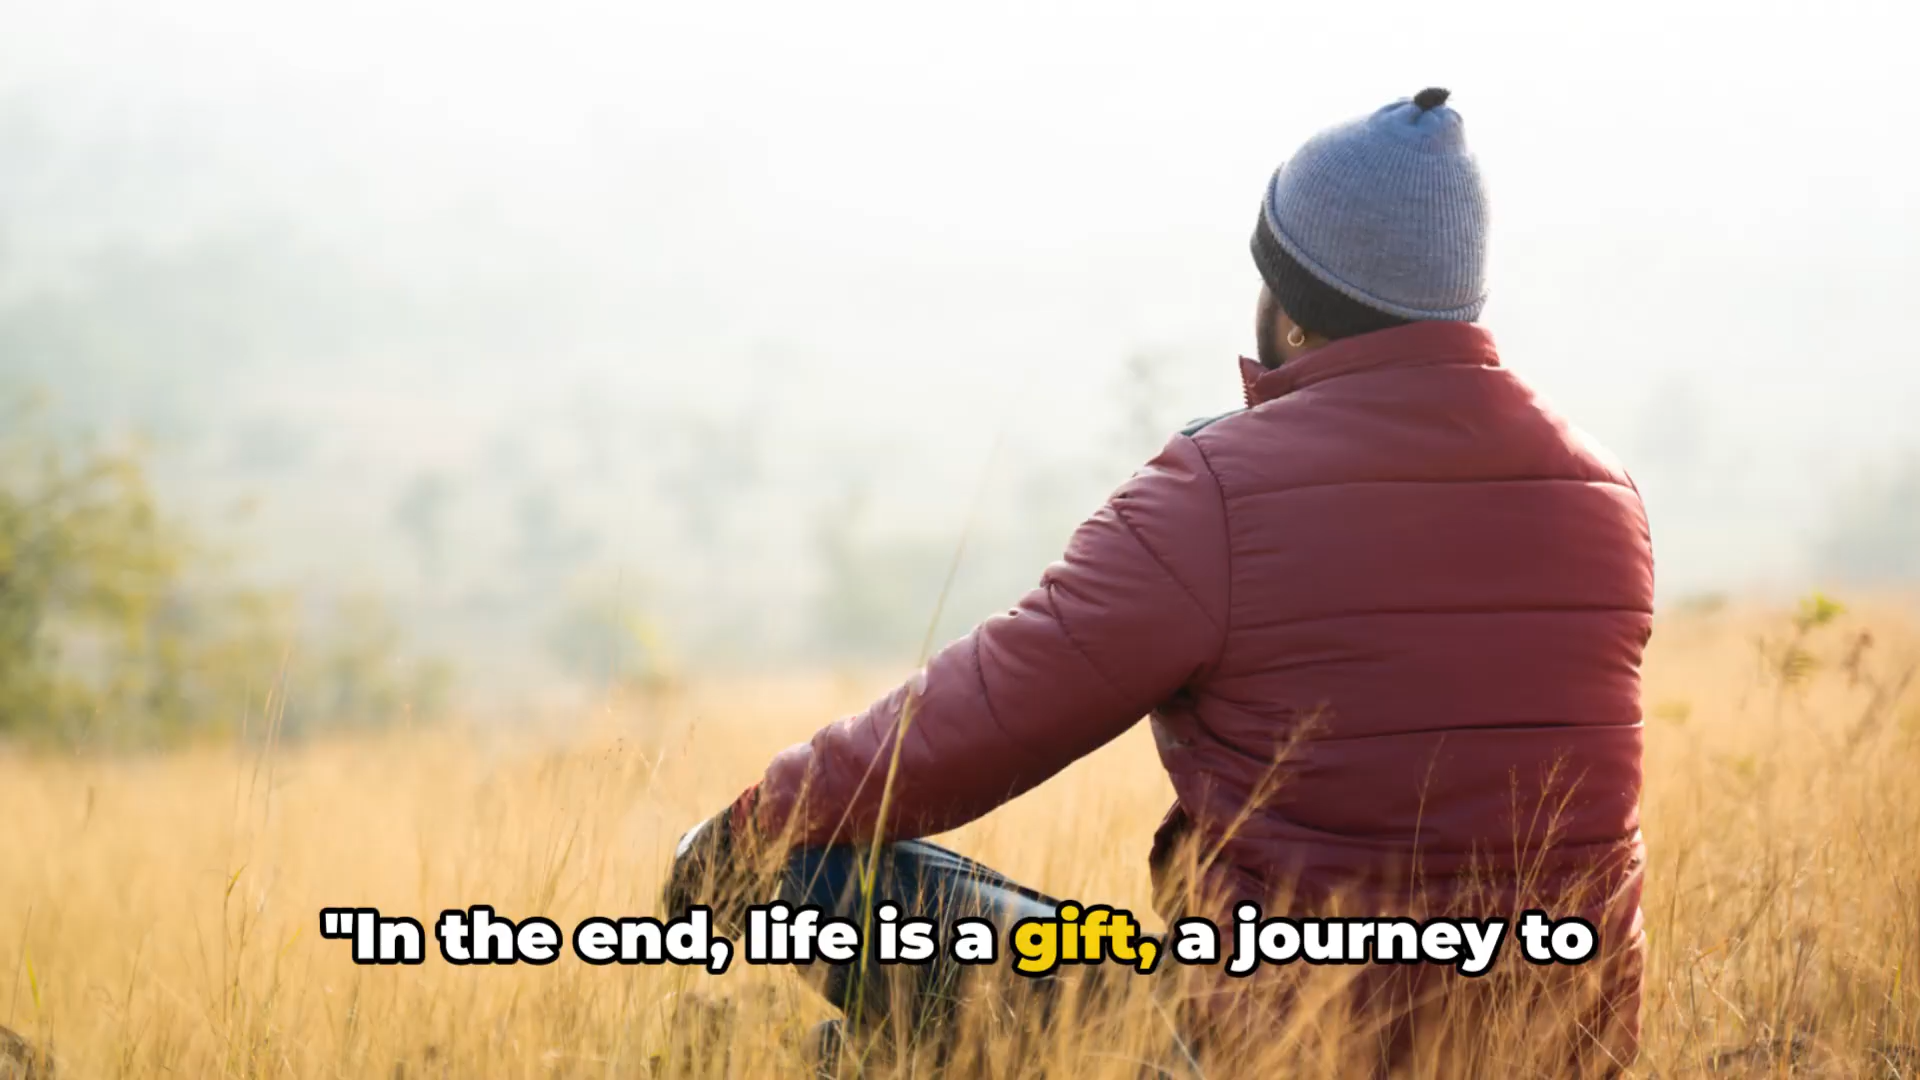 "In the end, life is a gift, a journey to